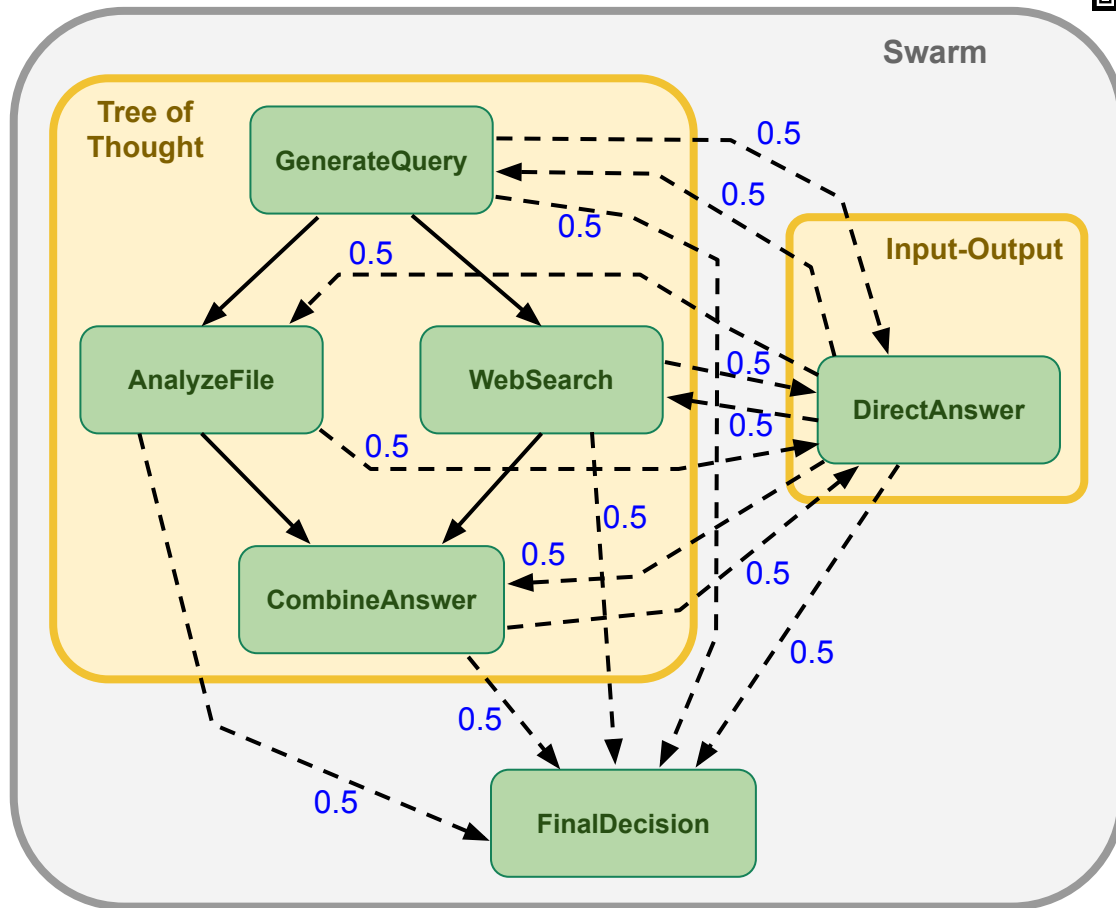 Swarm
Tree of
Thought
GenerateQuery
0.5
0.5
0.5
Input-Output
0.5
AnalyzeFile
WebSearch
0.5
DirectAnswer
0.5
0.5
0.5
0.5
0.5
CombineAnswer
0.5
0.5
0.5
FinalDecision